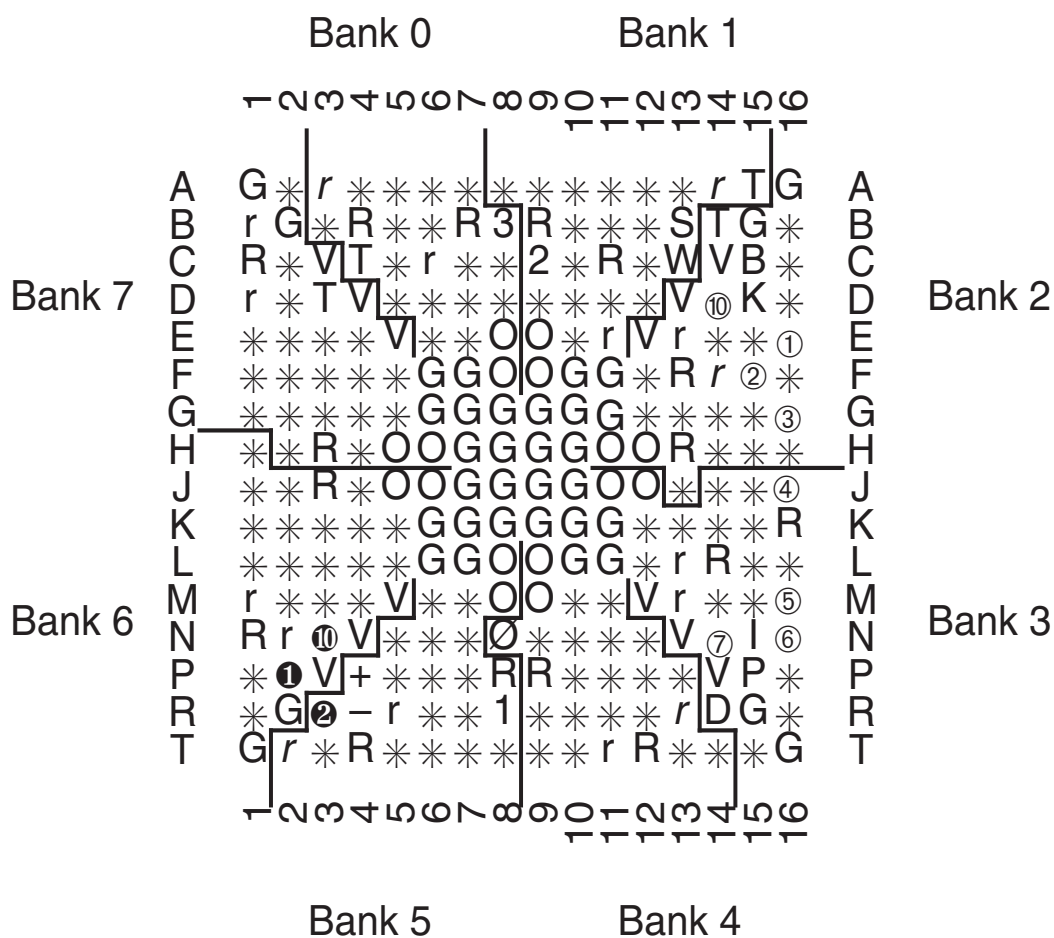 Bank 0 Bank 1
1 2 3 4 5 6 7 8 9 10 11 12 13 14 15 16
A G ✳ r ✳ ✳ ✳ ✳ ✳ ✳ ✳ ✳ ✳ ✳ r T G A
B r G ✳ R ✳ ✳ R 3 R ✳ ✳ ✳ S T G ✳ B
C R ✳ V T ✳ r ✳ ✳ 2 ✳ R ✳ W V B ✳ C
Bank 7 D r ✳ T V ✳ ✳ ✳ ✳ ✳ ✳ ✳ ✳ V ⑩ K ✳ D Bank 2
E ✳ ✳ ✳ ✳ V ✳ ✳ O O ✳ r V r ✳ ✳ ① E
F ✳ ✳ ✳ ✳ ✳ G G O O G G ✳ R r ② ✳ F
G ✳ ✳ ✳ ✳ ✳ G G G G G G ✳ ✳ ✳ ✳ ③ G
H ✳ ✳ R ✳ O O G G G G O O R ✳ ✳ ✳ H
J ✳ ✳ R ✳ O O G G G G O O ✳ ✳ ✳ ④ J
K ✳ ✳ ✳ ✳ ✳ G G G G G G ✳ ✳ ✳ ✳ R K
L ✳ ✳ ✳ ✳ ✳ G G O O G G ✳ r R ✳ ✳ L
Bank 6 M r ✳ ✳ ✳ V ✳ ✳ O O ✳ ✳ V r ✳ ✳ ⑤ M Bank 3
N R r ❿ V ✳ ✳ ✳ Ø ✳ ✳ ✳ ✳ V ⑦ I ⑥ N
P ✳ ❶ V + ✳ ✳ ✳ R R ✳ ✳ ✳ ✳ V P ✳ P
R ✳ G ❷ – r ✳ ✳ 1 ✳ ✳ ✳ ✳ r D G ✳ R
T G r ✳ R ✳ ✳ ✳ ✳ ✳ ✳ r R ✳ ✳ ✳ G T
1 2 3 4 5 6 7 8 9 10 11 12 13 14 15 16
Bank 5 Bank 4